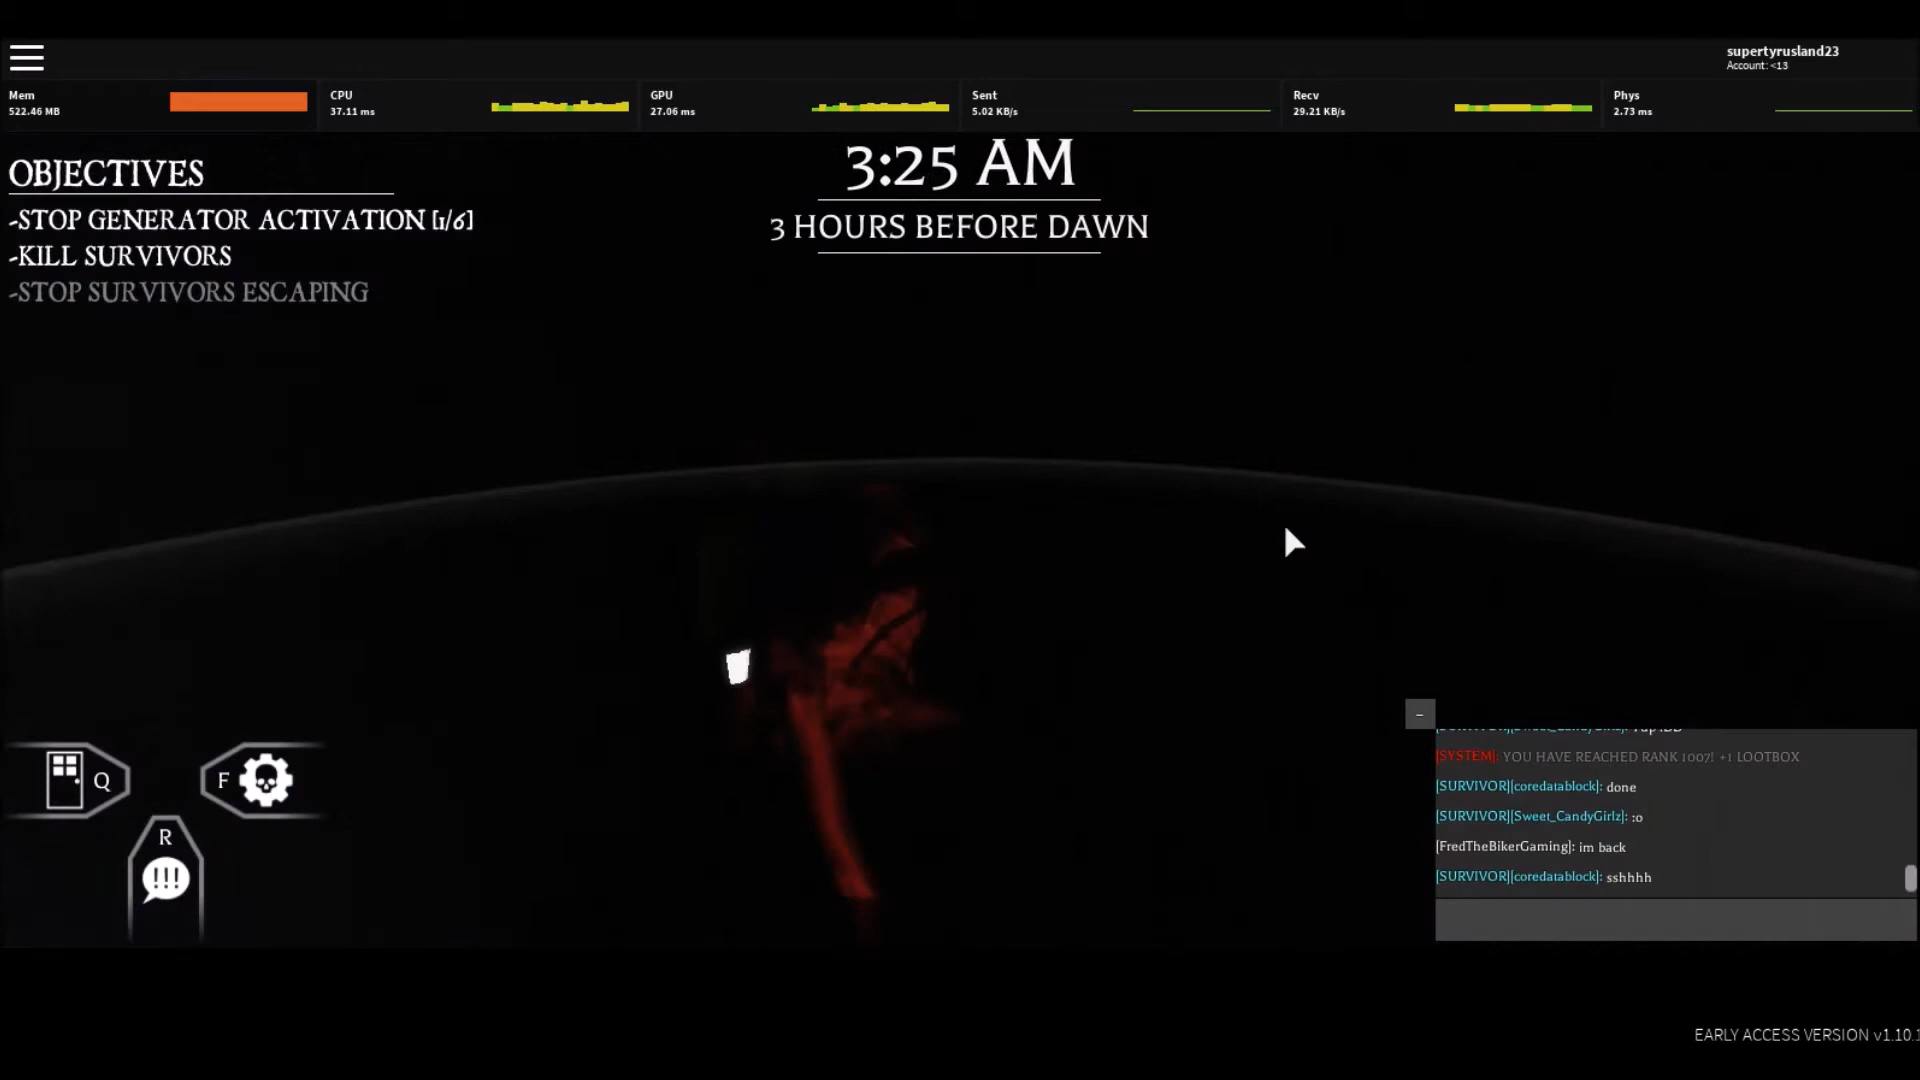 supertyrusland23
Account: <13
Mem
522.46 MB
CPU
37.11 ms
GPU
27.06 ms
Sent
5.02 KB/s
Recv
29.21 KB/s
Phys
2.73 ms
OBJECTIVES
-STOP GENERATOR ACTIVATION [1/6]
-KILL SURVIVORS
-STOP SURVIVORS ESCAPING
3:25 AM
3 HOURS BEFORE DAWN
Q
F
R
!!!
-
[SYSTEM]: YOU HAVE REACHED RANK 1007! +1 LOOTBOX
[SURVIVOR][coredatablock]: done
[SURVIVOR][Sweet_CandyGirlz]: :o
[FredTheBikerGaming]: im back
[SURVIVOR][coredatablock]: sshhhh
EARLY ACCESS VERSION v1.10.1